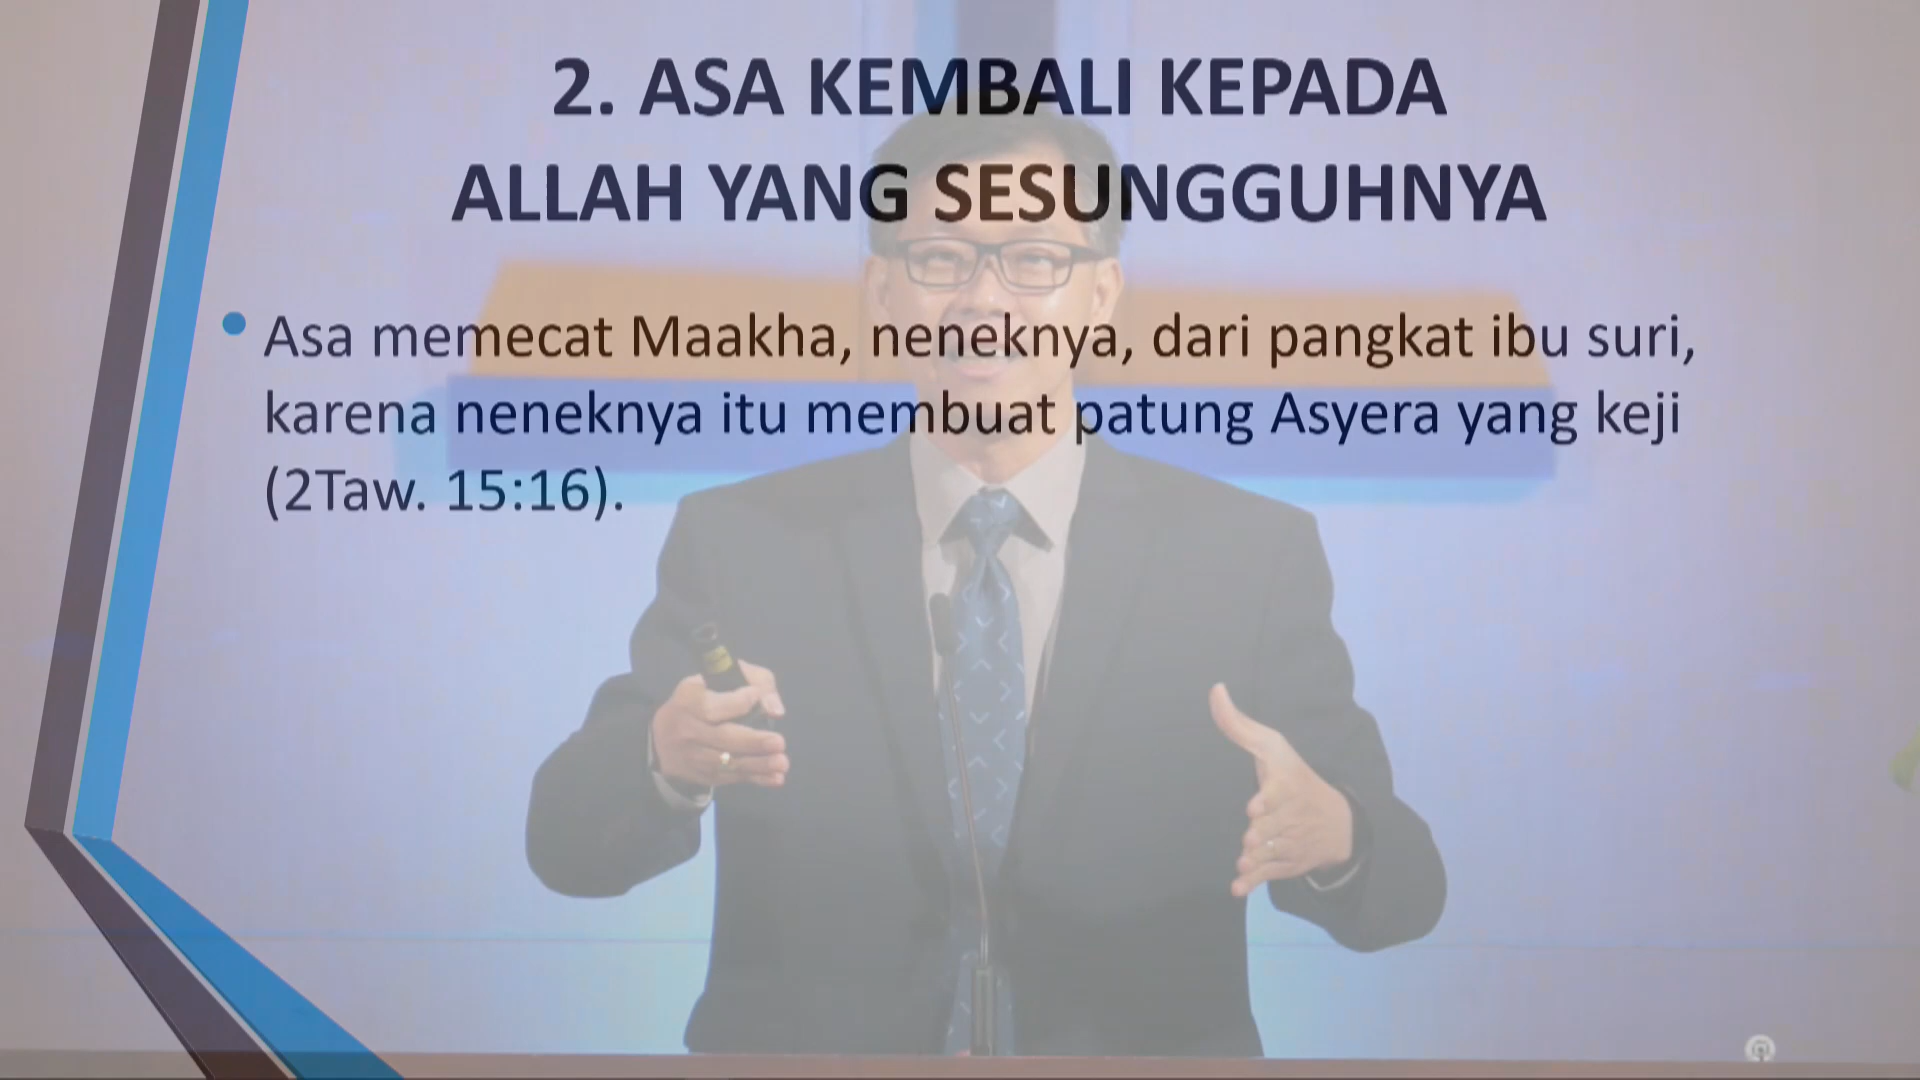 2. ASA KEMBALI KEPADA
ALLAH YANG SESUNGGUHNYA
• Asa memecat Maakha, neneknya, dari pangkat ibu suri,
karena neneknya itu membuat patung Asyera yang keji
(2Taw. 15:16).